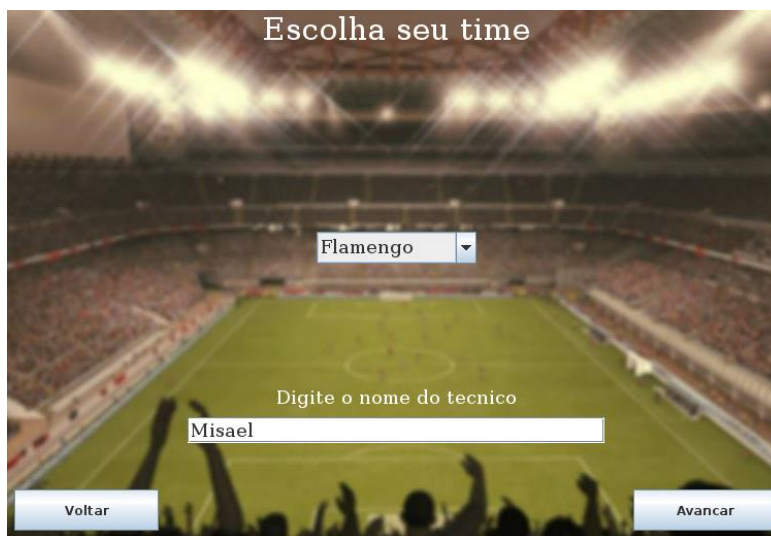 Escolha seu time
Flamengo
Digite o nome do tecnico
Misael
Voltar
Avancar